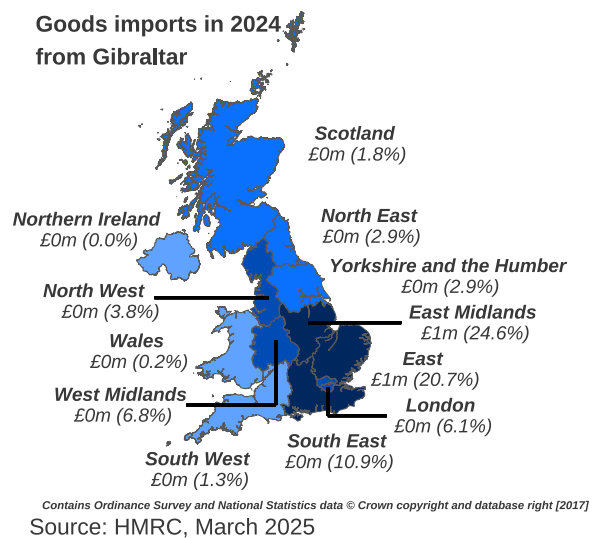 Goods imports in 2024
from Gibraltar
Scotland
£0m (1.8%)
Northern Ireland
£0m (0.0%)
North East
£0m (2.9%)
Yorkshire and the Humber
£0m (2.9%)
North West
£0m (3.8%)
East Midlands
£1m (24.6%)
Wales
£0m (0.2%)
East
£1m (20.7%)
West Midlands
£0m (6.8%)
London
£0m (6.1%)
South East
£0m (10.9%)
South West
£0m (1.3%)
Contains Ordinance Survey and National Statistics data © Crown copyright and database right [2017]
Source: HMRC, March 2025